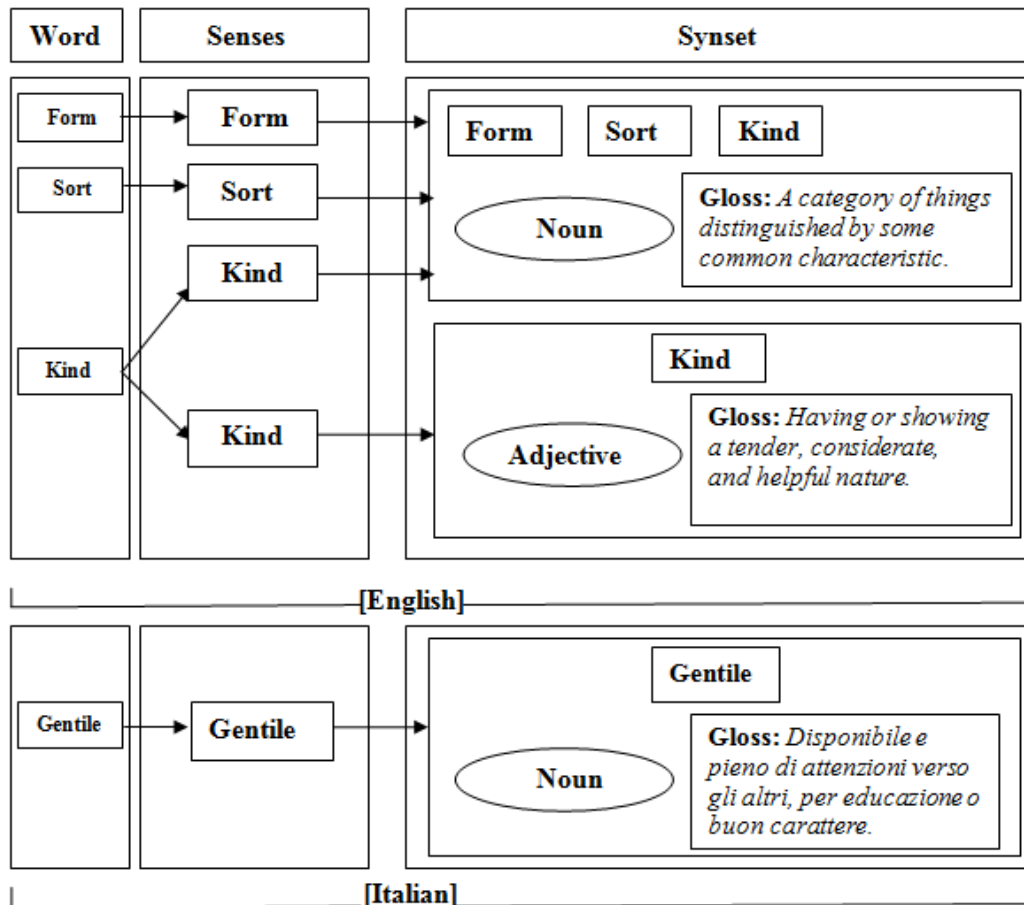 Word
Senses
Synset
Form
Form
Form
Sort
Kind
Sort
Sort
Noun
Gloss: A category of things
distinguished by some
common characteristic.
Kind
Kind
Kind
Kind
Adjective
Gloss: Having or showing
a tender, considerate,
and helpful nature.
[English]
Gentile
Gentile
Gentile
Noun
Gloss: Disponibile e
pieno di attenzioni verso
gli altri, per educazione o
buon carattere.
[Italian]